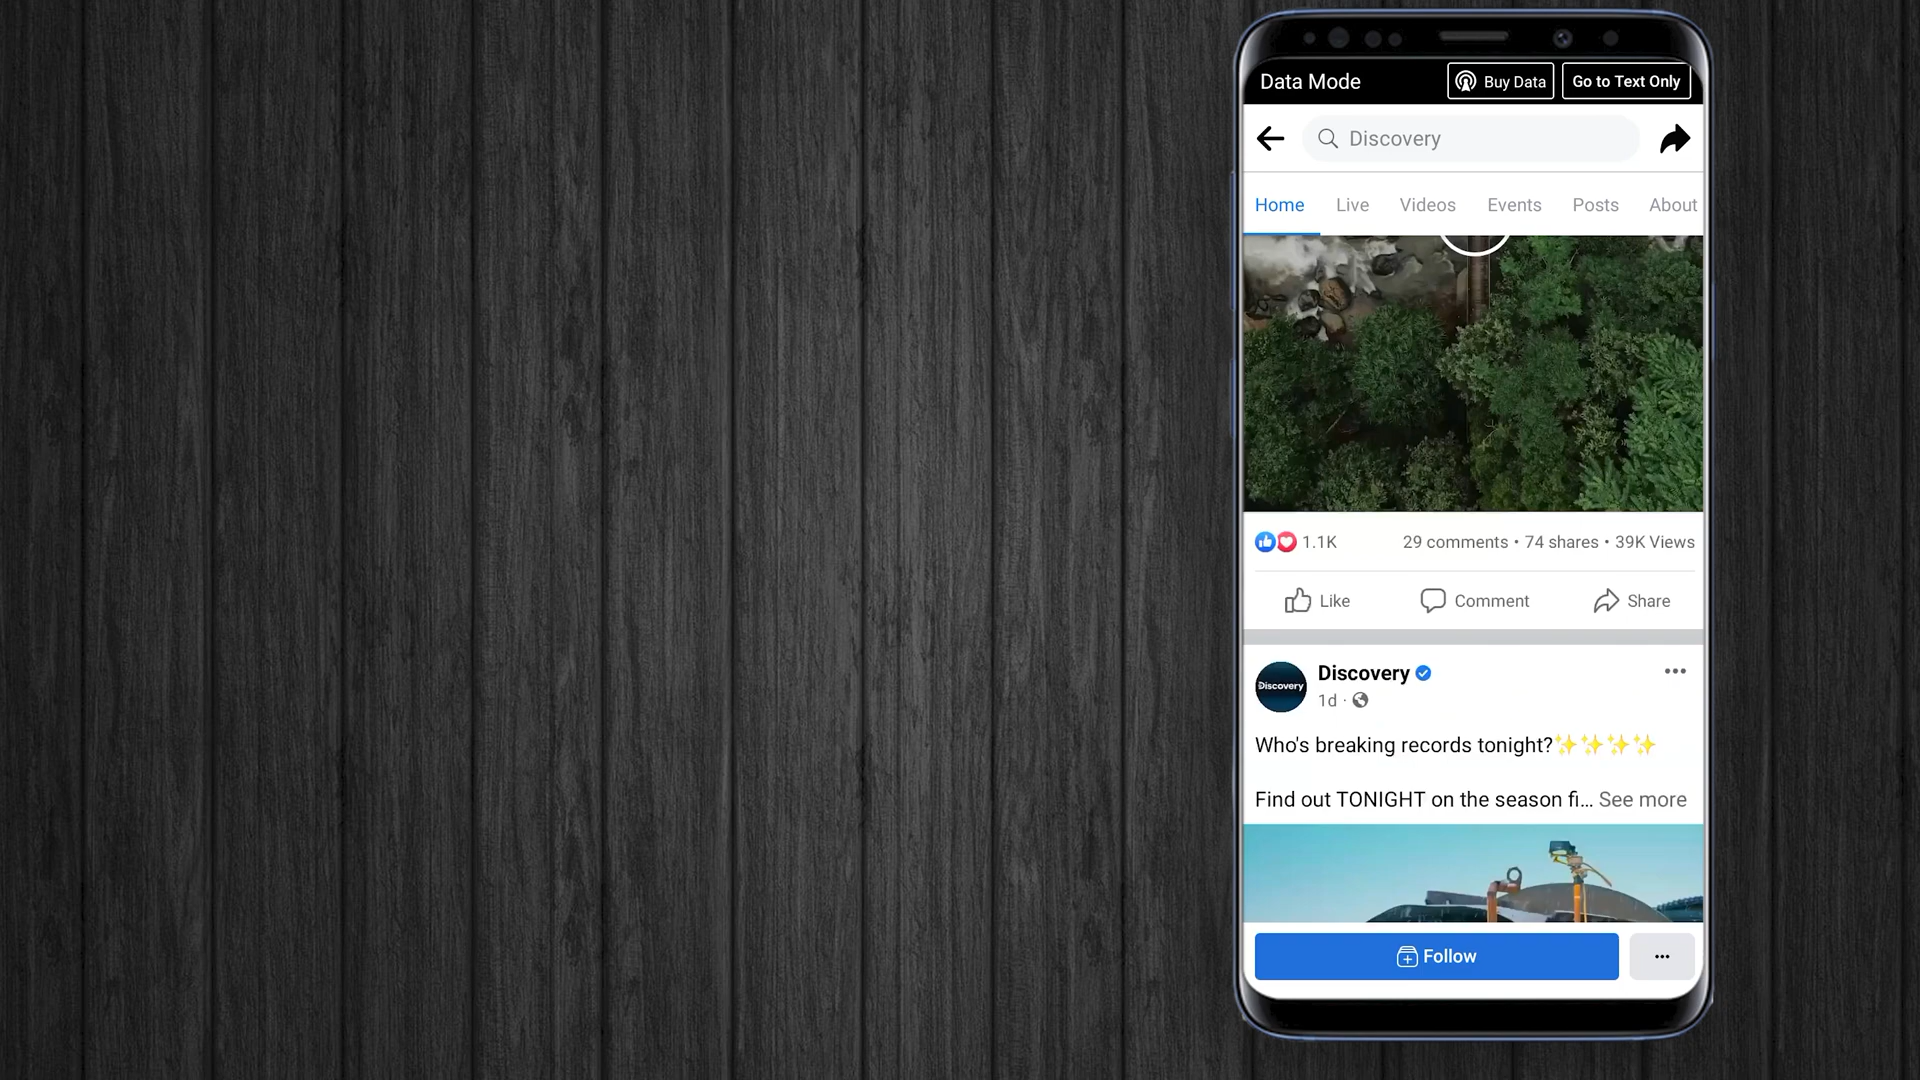 Data Mode
Buy Data
Go to Text Only
Discovery
Home Live Videos Events Posts About
1.1K
29 comments • 74 shares • 39K Views
Like
Comment
Share
Discovery
Discovery
1d ·
Who's breaking records tonight?✨✨✨✨
Find out TONIGHT on the season fi... See more
Follow